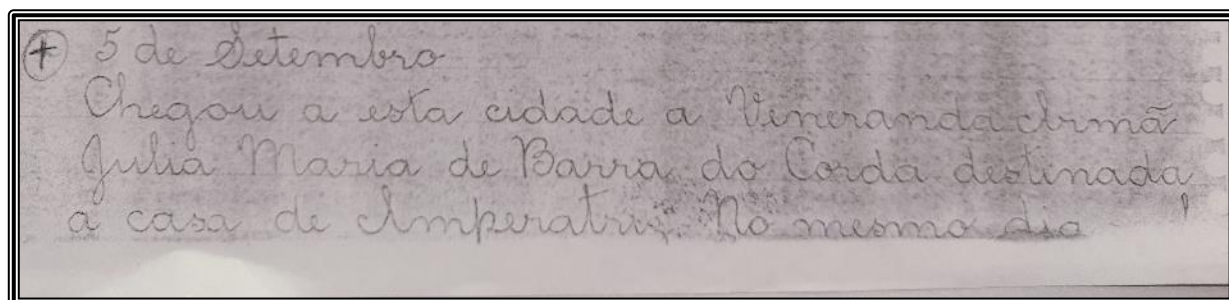 + 5 de Setembro
Chegou a esta cidade a Veneranda Irmã
Julia Maria de Barra do Corda destinada
a casa de Imperatriz. No mesmo dia